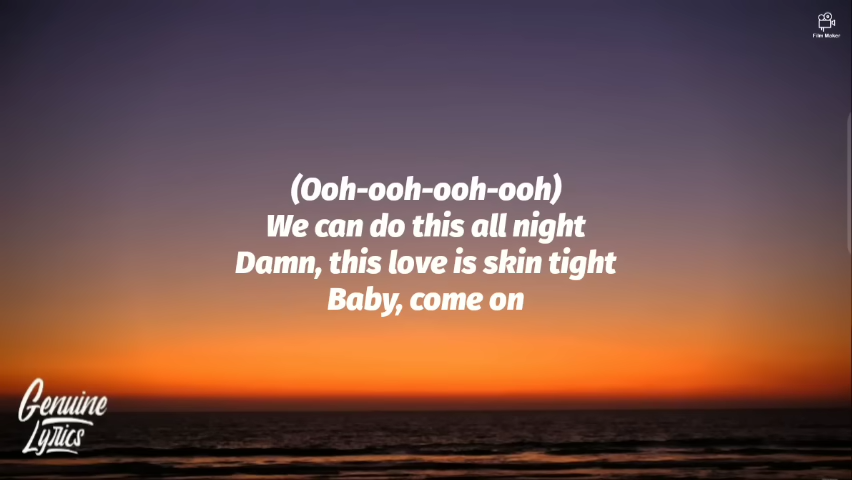 Film Maker
(Ooh-ooh-ooh-ooh)
We can do this all night
Damn, this love is skin tight
Baby, come on
Genuine
Lyrics